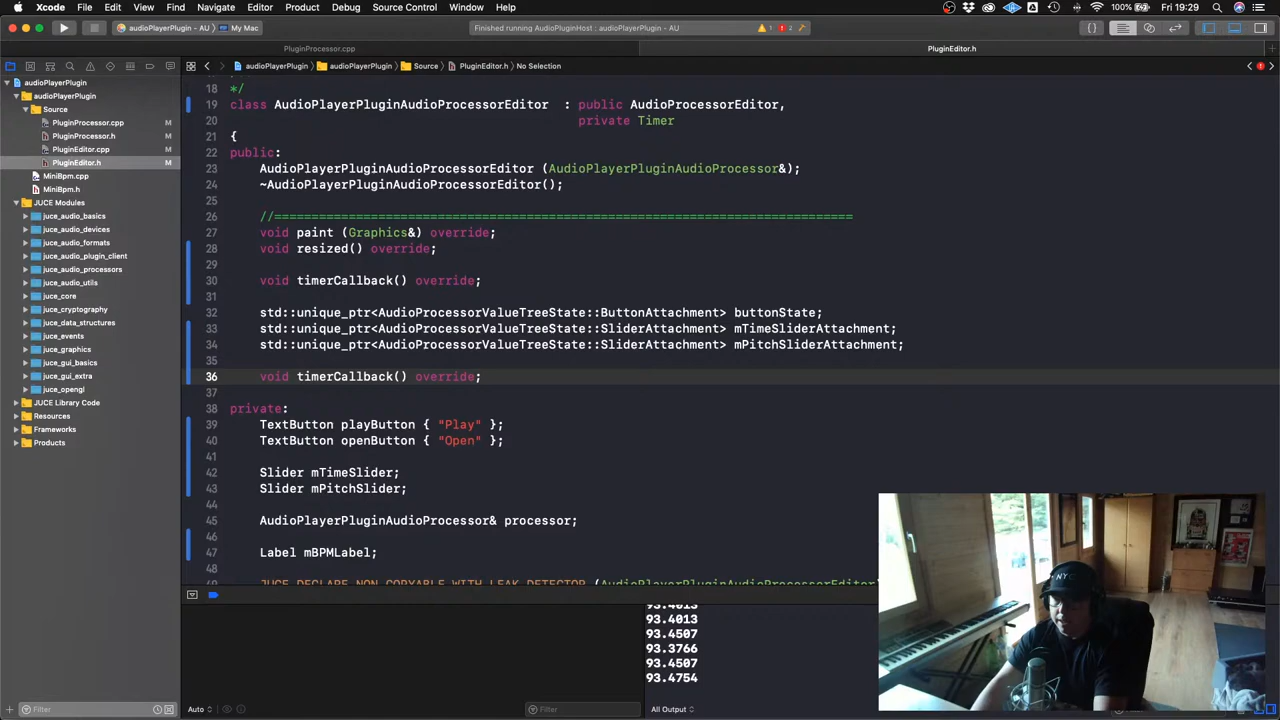 Xcode File Edit View Find Navigate Editor Product Debug Source Control Window Help 100% Fri 19:29
audioPlayerPlugin - AU My Mac Finished running AudioPluginHost : audioPlayerPlugin - AU 1 2
PluginProcessor.cpp PluginEditor.h
audioPlayerPlugin audioPlayerPlugin Source PluginEditor.h No Selection
audioPlayerPlugin
audioPlayerPlugin
Source
PluginProcessor.cpp M
PluginProcessor.h M
PluginEditor.cpp M
PluginEditor.h M
MiniBpm.cpp
MiniBpm.h
JUCE Modules
juce_audio_basics
juce_audio_devices
juce_audio_formats
juce_audio_plugin_client
juce_audio_processors
juce_audio_utils
juce_core
juce_cryptography
juce_data_structures
juce_events
juce_graphics
juce_gui_basics
juce_gui_extra
juce_opengl
JUCE Library Code
Resources
Frameworks
Products
Filter
18 */
19 class AudioPlayerPluginAudioProcessorEditor : public AudioProcessorEditor,
20 private Timer
21 {
22 public:
23 AudioPlayerPluginAudioProcessorEditor (AudioPlayerPluginAudioProcessor&);
24 ~AudioPlayerPluginAudioProcessorEditor();
25
26 //==============================================================================
27 void paint (Graphics&) override;
28 void resized() override;
29
30 void timerCallback() override;
31
32 std::unique_ptr<AudioProcessorValueTreeState::ButtonAttachment> buttonState;
33 std::unique_ptr<AudioProcessorValueTreeState::SliderAttachment> mTimeSliderAttachment;
34 std::unique_ptr<AudioProcessorValueTreeState::SliderAttachment> mPitchSliderAttachment;
35
36 void timerCallback() override;
37
38 private:
39 TextButton playButton { "Play" };
40 TextButton openButton { "Open" };
41
42 Slider mTimeSlider;
43 Slider mPitchSlider;
44
45 AudioPlayerPluginAudioProcessor& processor;
46
47 Label mBPMLabel;
48
49 JUCE_DECLARE_NON_COPYABLE_WITH_LEAK_DETECTOR (AudioPlayerPluginAudioProcessorEditor)
93.4013
93.4013
93.4507
93.3766
93.4507
93.4754
Auto Filter All Output